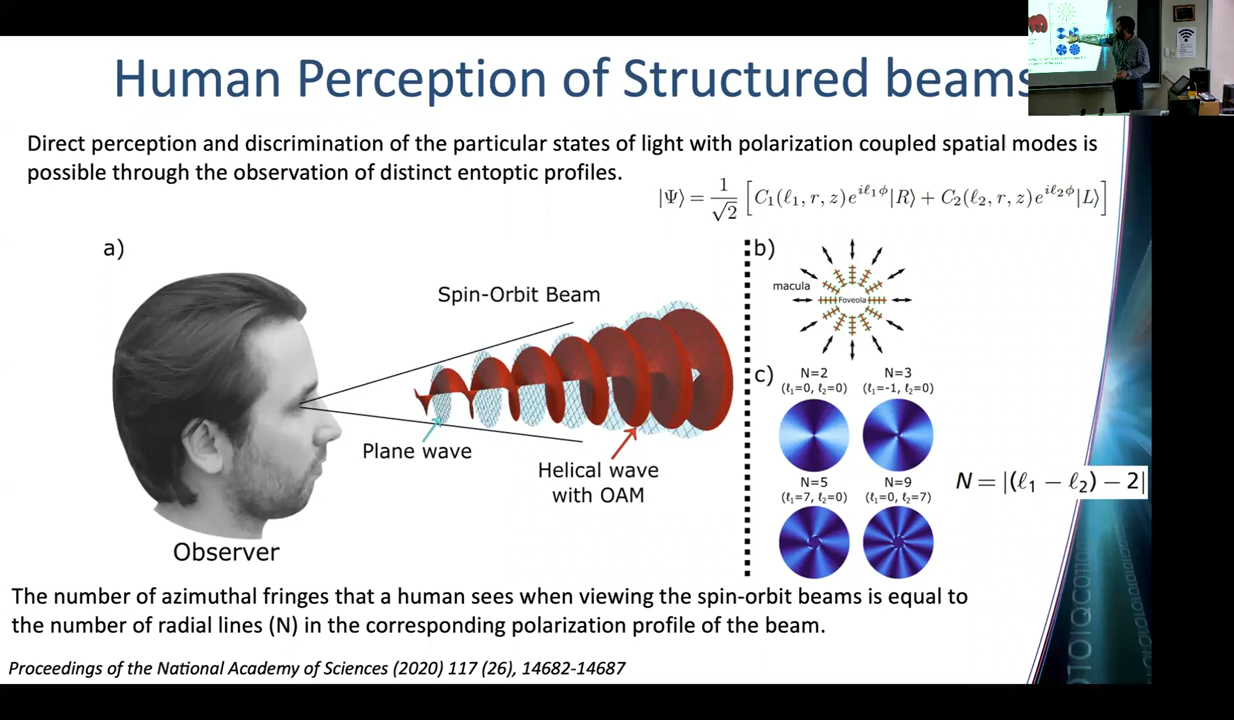 Human Perception of Structured beams
Direct perception and discrimination of the particular states of light with polarization coupled spatial modes is
possible through the observation of distinct entoptic profiles.
|Ψ⟩ = 1/√2 [C₁(ℓ₁, r, z)e^{iℓ₁ϕ}|R⟩ + C₂(ℓ₂, r, z)e^{iℓ₂ϕ}|L⟩]
a)
Spin-Orbit Beam
Plane wave
Helical wave
with OAM
Observer
b)
macula
Foveola
c)
N=2
(ℓ₁=0, ℓ₂=0)
N=3
(ℓ₁=-1, ℓ₂=0)
N=5
(ℓ₁=7, ℓ₂=0)
N=9
(ℓ₁=0, ℓ₂=7)
N = |(ℓ₁ − ℓ₂) − 2|
The number of azimuthal fringes that a human sees when viewing the spin-orbit beams is equal to
the number of radial lines (N) in the corresponding polarization profile of the beam.
Proceedings of the National Academy of Sciences (2020) 117 (26), 14682-14687